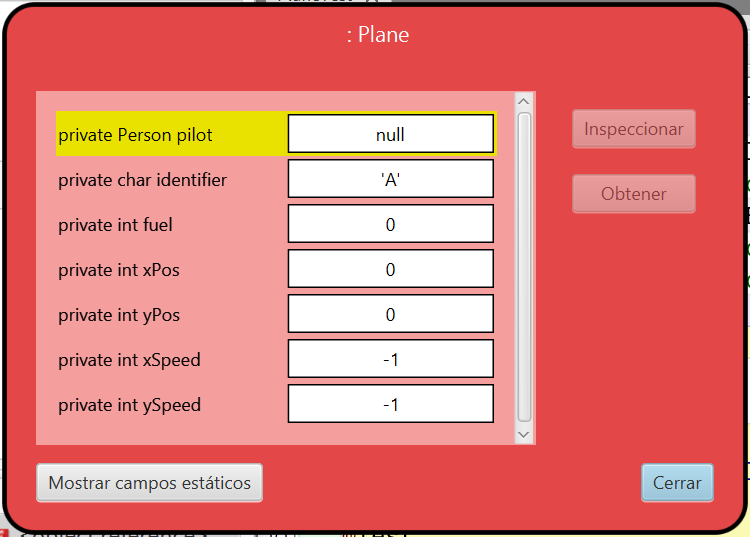 : Plane
private Person pilot null
Inspeccionar
private char identifier 'A'
Obtener
private int fuel 0
private int xPos 0
private int yPos 0
private int xSpeed -1
private int ySpeed -1
Mostrar campos estáticos
Cerrar